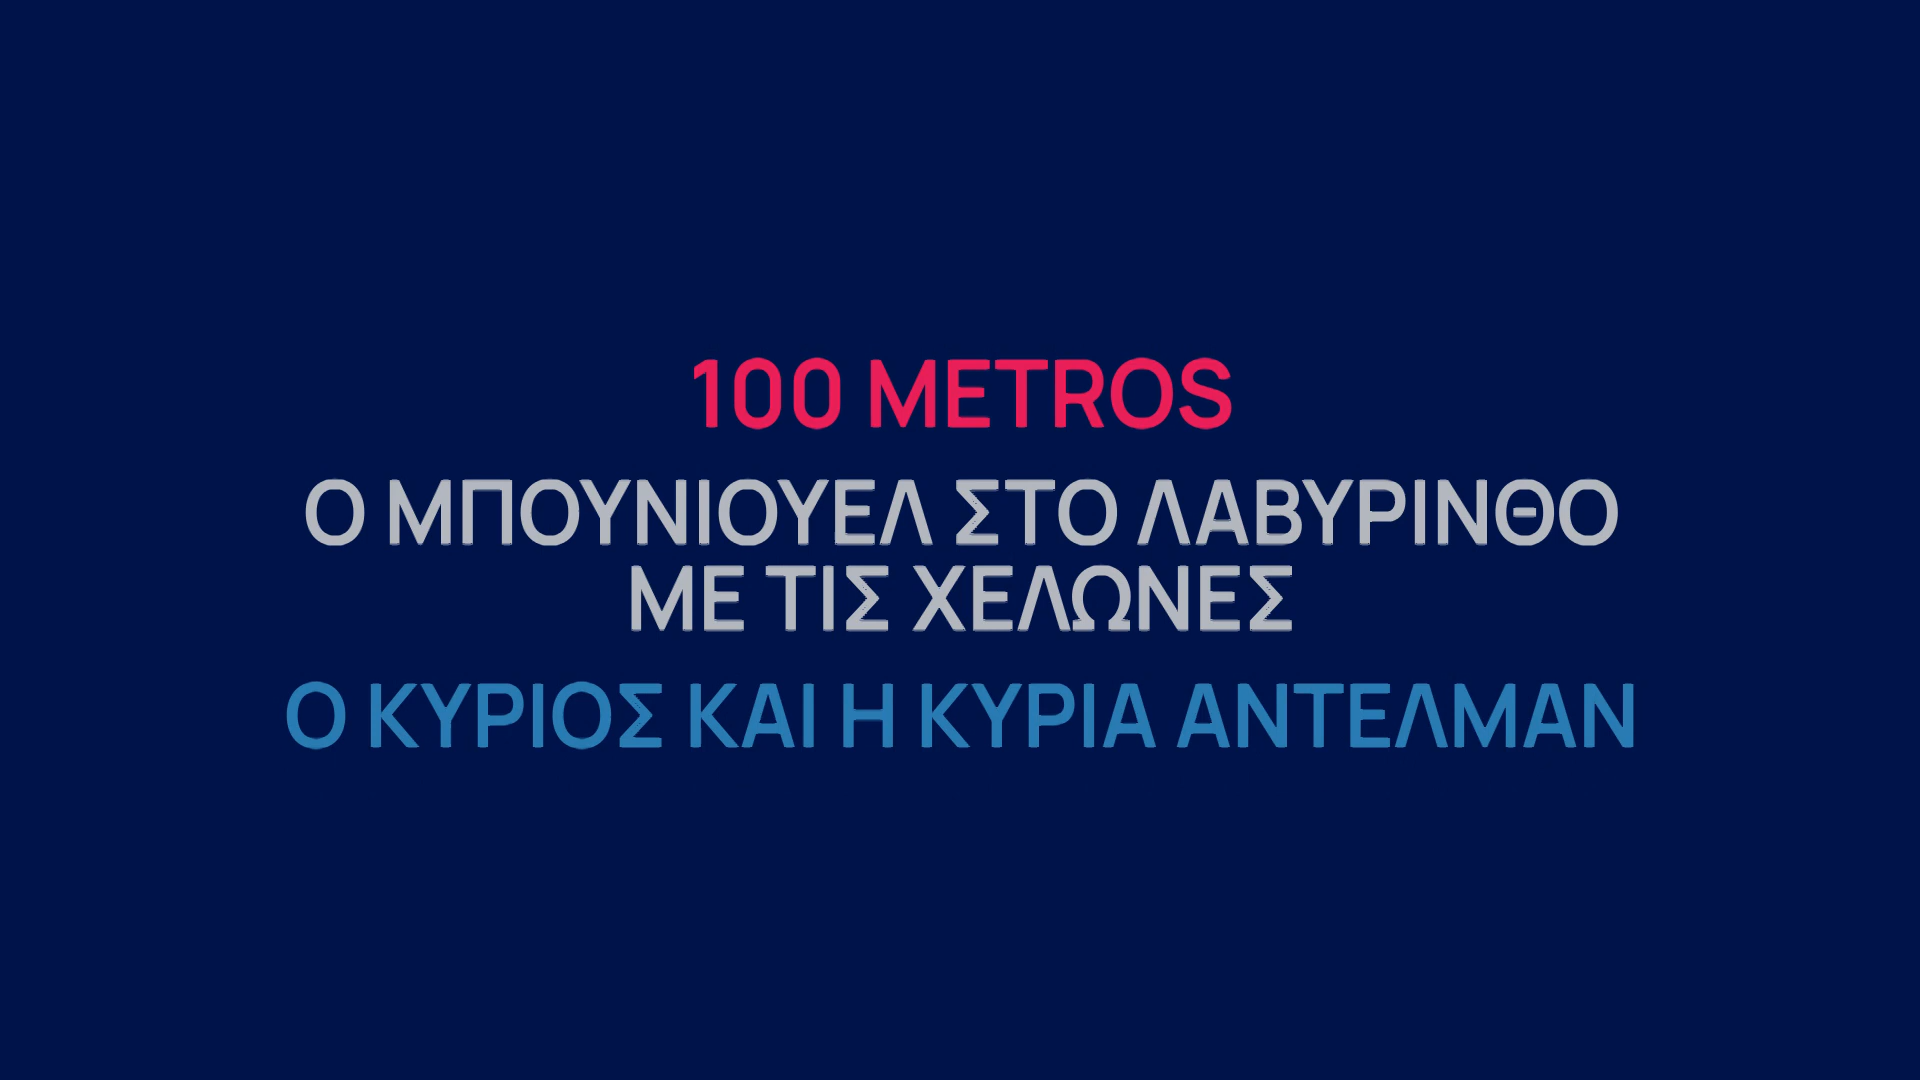 100 METROS
Ο ΜΠΟΥΝΙΟΥΕΛ ΣΤΟ ΛΑΒΥΡΙΝΘΟ
ΜΕ ΤΙΣ ΧΕΛΩΝΕΣ
Ο ΚΥΡΙΟΣ ΚΑΙ Η ΚΥΡΙΑ ΑΝΤΕΛΜΑΝ